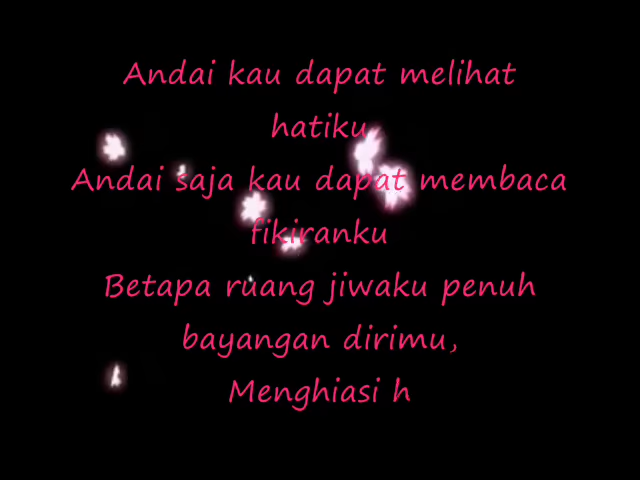 Andai kau dapat melihat
hatiku,
Andai saja kau dapat membaca
fikiranku
Betapa ruang jiwaku penuh
bayangan dirimu,
Menghiasi h